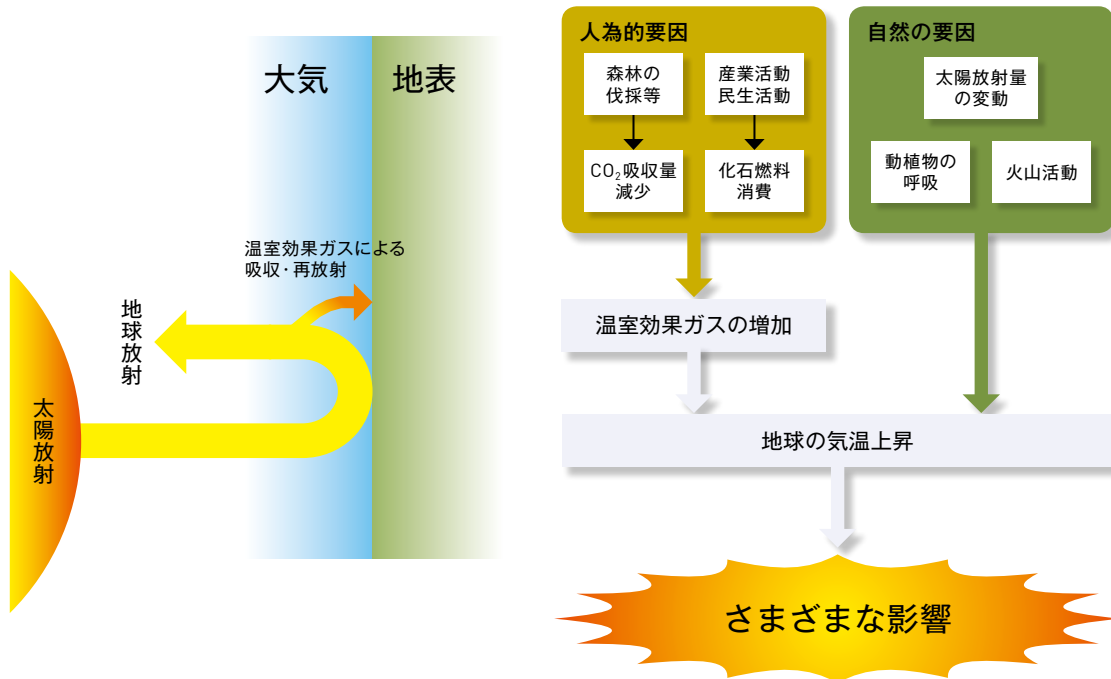 大気
地表
温室効果ガスによる
吸収・再放射
地球放射
太陽放射
人為的要因
森林の
伐採等
産業活動
民生活動
CO₂吸収量
減少
化石燃料
消費
自然の要因
太陽放射量
の変動
動植物の
呼吸
火山活動
温室効果ガスの増加
地球の気温上昇
さまざまな影響